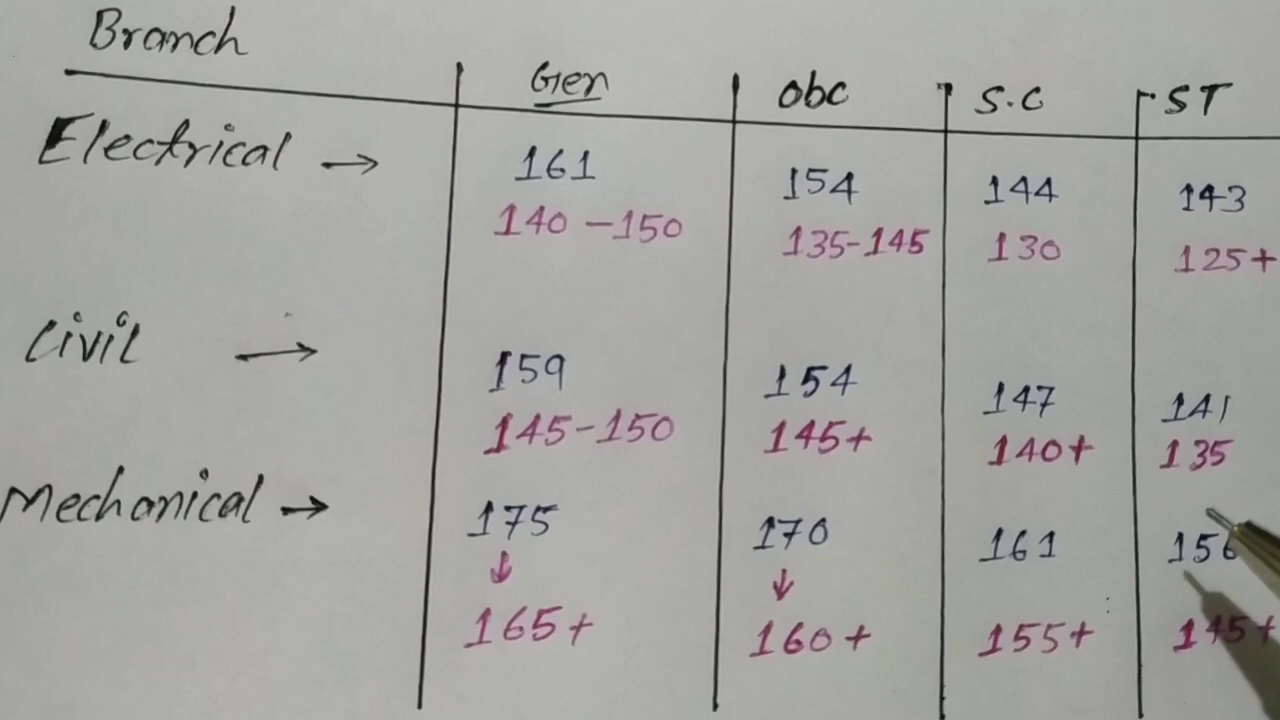 Branch Gen obc S.C ST
Electrical → 161 154 144 143
140 - 150 135-145 130 125+
Civil → 159 154 147 141
145-150 145+ 140+ 135
Mechanical → 175 170 161
↓ ↓
165+ 160+ 155+ 145+